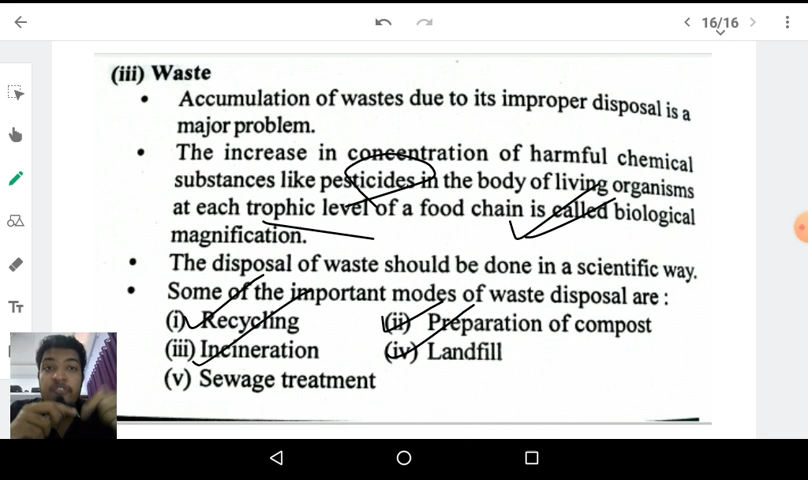 16/16
(iii) Waste
• Accumulation of wastes due to its improper disposal is a
major problem.
• The increase in concentration of harmful chemical
substances like pesticides in the body of living organisms
at each trophic level of a food chain is called biological
magnification.
• The disposal of waste should be done in a scientific way.
• Some of the important modes of waste disposal are :
(i) Recycling (ii) Preparation of compost
(iii) Incineration (iv) Landfill
(v) Sewage treatment
Tт